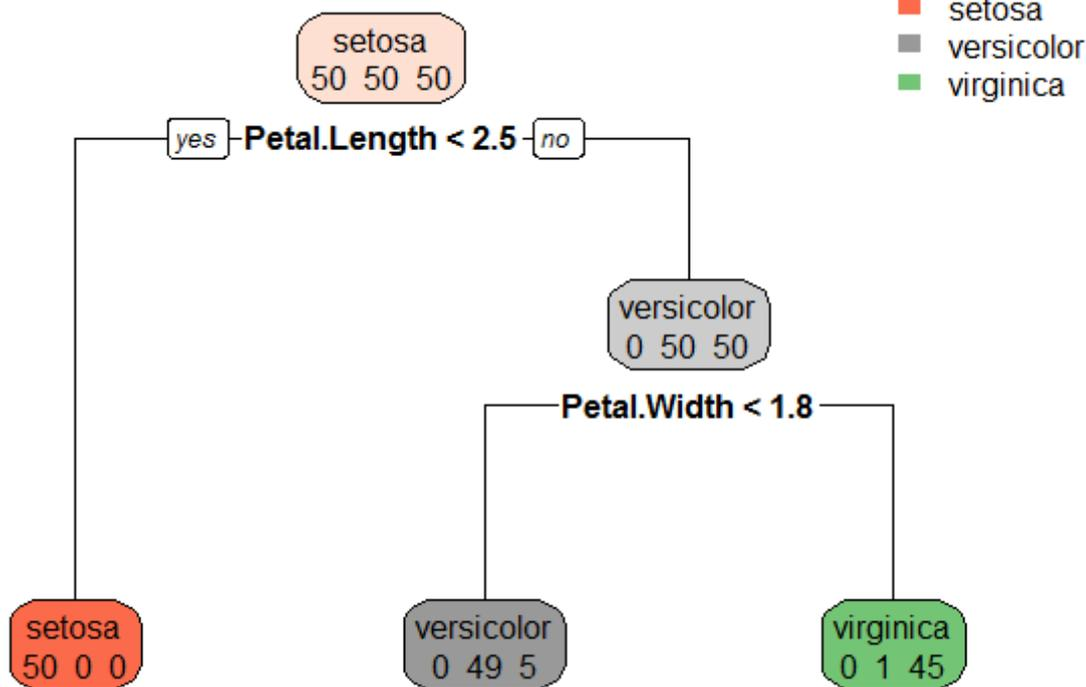 setosa
versicolor
virginica
setosa
50 50 50
yes Petal.Length < 2.5 no
versicolor
0 50 50
Petal.Width < 1.8
setosa
50 0 0
versicolor
0 49 5
virginica
0 1 45